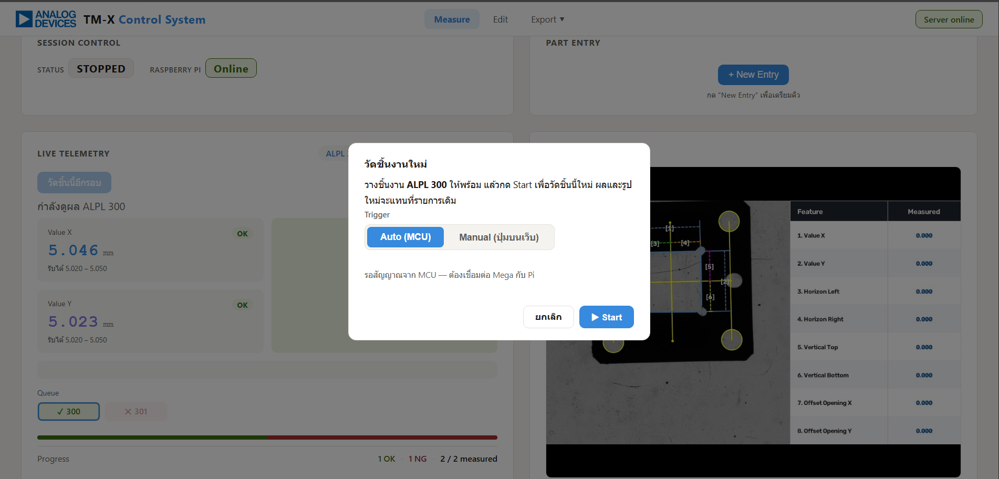 ANALOG
DEVICES
TM-X Control System
Measure
Edit
Export ▼
Server online
SESSION CONTROL
STATUS STOPPED
RASPBERRY PI Online
PART ENTRY
+ New Entry
กด "New Entry" เพื่อเตรียมคิว
LIVE TELEMETRY
ALPL
วัดชิ้นนี้อีกรอบ
กำลังดูผล ALPL 300
Value X
OK
5.046 mm
รับได้ 5.020 – 5.050
Value Y
OK
5.023 mm
รับได้ 5.020 – 5.050
Queue
✓ 300
✕ 301
Progress
1 OK · 1 NG · 2 / 2 measured
วัดชิ้นงานใหม่
วางชิ้นงาน ALPL 300 ให้พร้อม แล้วกด Start เพื่อวัดชิ้นนี้ใหม่ ผลและรูป
ใหม่จะแทนที่รายการเดิม
Trigger
Auto (MCU)
Manual (ปุ่มบนเว็บ)
รอสัญญาณจาก MCU — ต้องเชื่อมต่อ Mega กับ Pi
ยกเลิก
▶ Start
[1]
[3]
[4]
[5]
[2]
[6]
Feature Measured
1. Value X 0.000
2. Value Y 0.000
3. Horizon Left 0.000
4. Horizon Right 0.000
5. Vertical Top 0.000
6. Vertical Bottom 0.000
7. Offset Opening X 0.000
8. Offset Opening Y 0.000